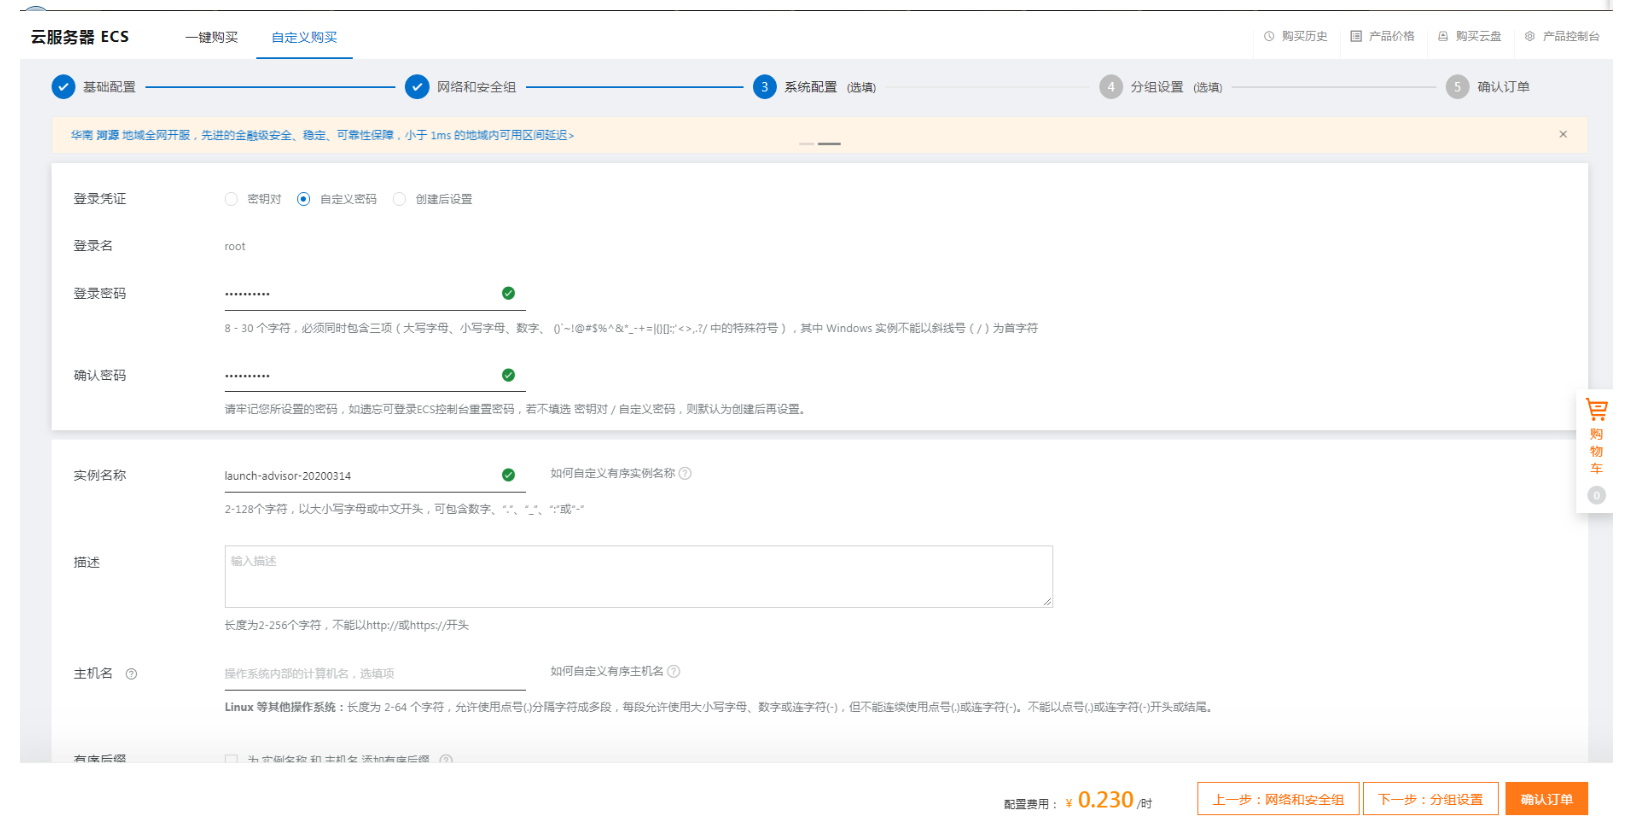 云服务器 ECS 一键购买 自定义购买 购买历史 产品价格 购买云盘 产品控制台
基础配置 网络和安全组 3 系统配置 (选填) 4 分组设置 (选填) 5 确认订单
华南 河源 地域全网开服，先进的金融级安全、稳定、可靠性保障，小于 1ms 的地域内可用区间延迟>
登录凭证 密钥对 自定义密码 创建后设置
登录名 root
登录密码 ••••••••••
8 - 30 个字符，必须同时包含三项（大写字母、小写字母、数字、 ()`~!@#$%^&*_-+=|{}[]:;'<>,.?/ 中的特殊符号），其中 Windows 实例不能以斜线号（/）为首字符
确认密码 ••••••••••
请牢记您所设置的密码，如遗忘可登录ECS控制台重置密码，若不填选 密钥对 / 自定义密码，则默认为创建后再设置。
购物车
0
实例名称 launch-advisor-20200314 如何自定义有序实例名称
2-128个字符，以大小写字母或中文开头，可包含数字、"."、"_"、":"或"-"
描述 输入描述
长度为2-256个字符，不能以http://或https://开头
主机名 操作系统内部的计算机名，选填项 如何自定义有序主机名
Linux 等其他操作系统：长度为 2-64 个字符，允许使用点号(.)分隔字符成多段，每段允许使用大小写字母、数字或连字符(-)，但不能连续使用点号(.)或连字符(-)。不能以点号(.)或连字符(-)开头或结尾。
有序后缀 为 实例名称 和 主机名 添加有序后缀
配置费用： ¥ 0.230 /时 上一步：网络和安全组 下一步：分组设置 确认订单